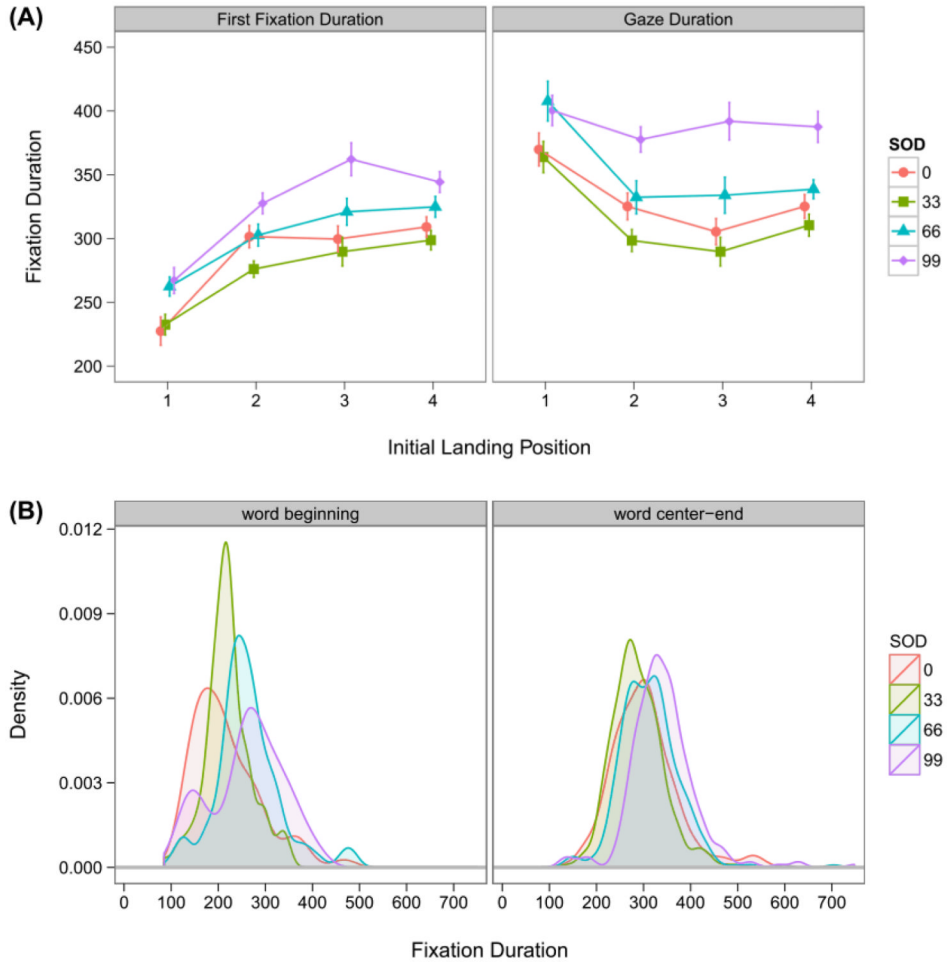 (A)
First Fixation Duration
Gaze Duration
450
400
350
300
250
200
Fixation Duration
1 2 3 4
1 2 3 4
Initial Landing Position
SOD
0
33
66
99
(B)
word beginning
word center−end
0.012
0.009
0.006
0.003
0.000
Density
0 100 200 300 400 500 600 700
0 100 200 300 400 500 600 700
Fixation Duration
SOD
0
33
66
99